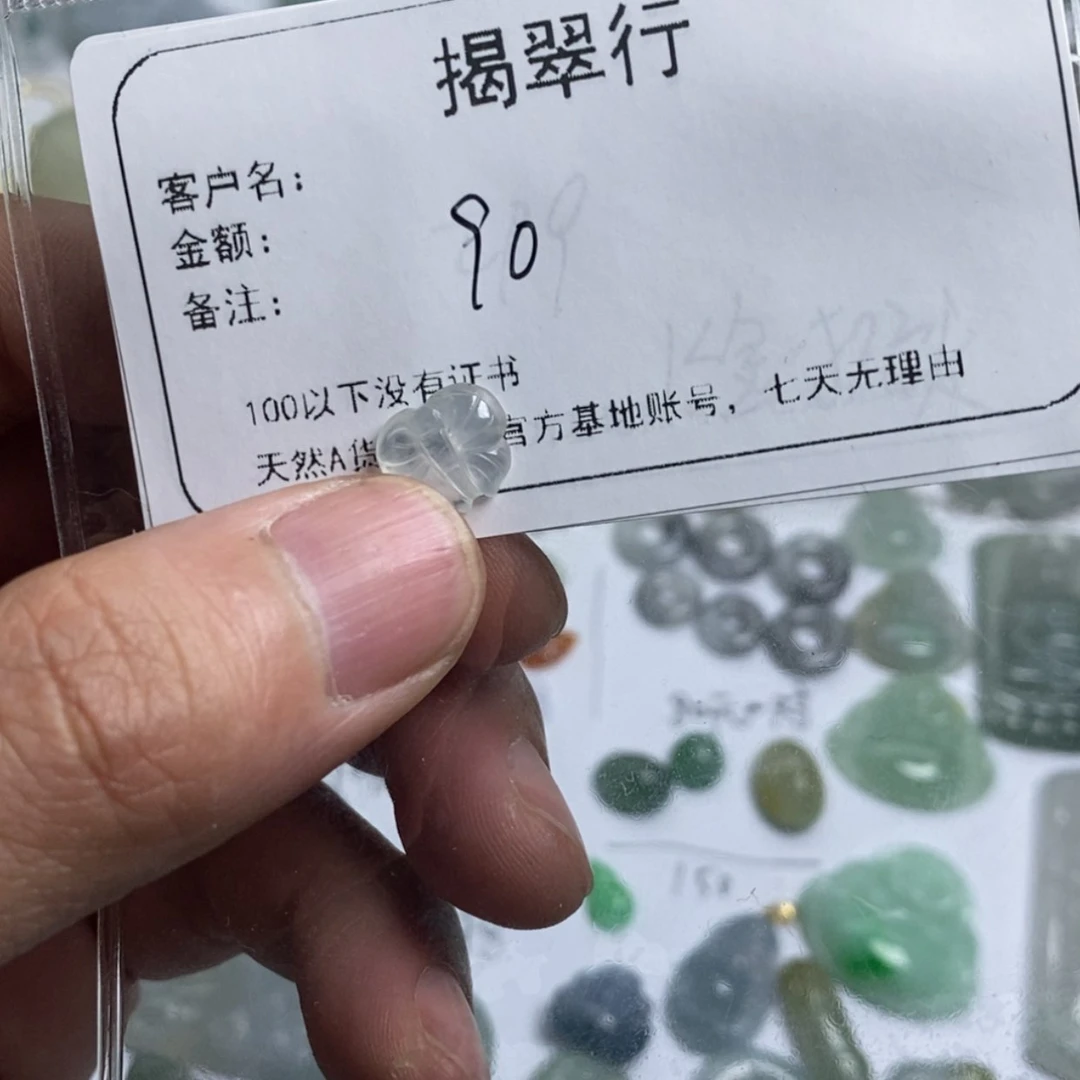 揭翠行
客户名：
金额：
90
备注：
100以下没有证书
天然A货 官方基地账号，七天无理由
150